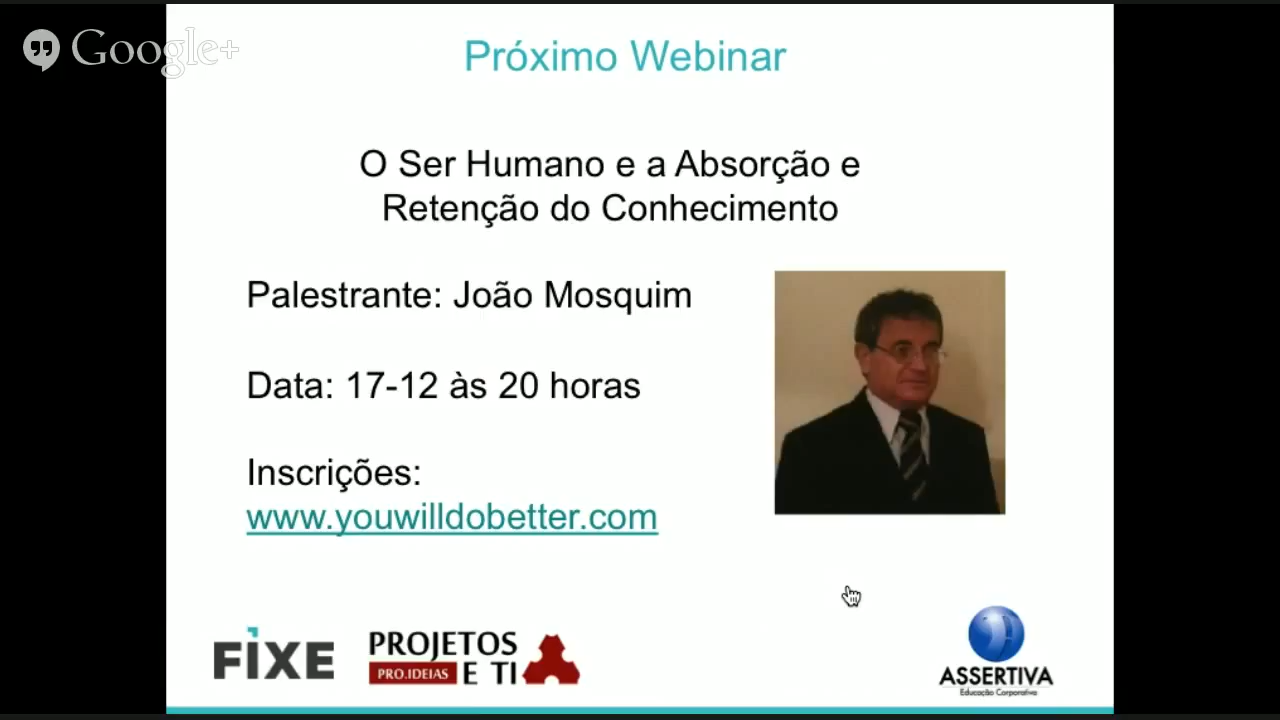 Google+
Próximo Webinar
O Ser Humano e a Absorção e
Retenção do Conhecimento
Palestrante: João Mosquim
Data: 17-12 às 20 horas
Inscrições:
www.youwilldobetter.com
FIXE
PROJETOS
PRO.IDEIAS E TI
ASSERTIVA
Educação Corporativa